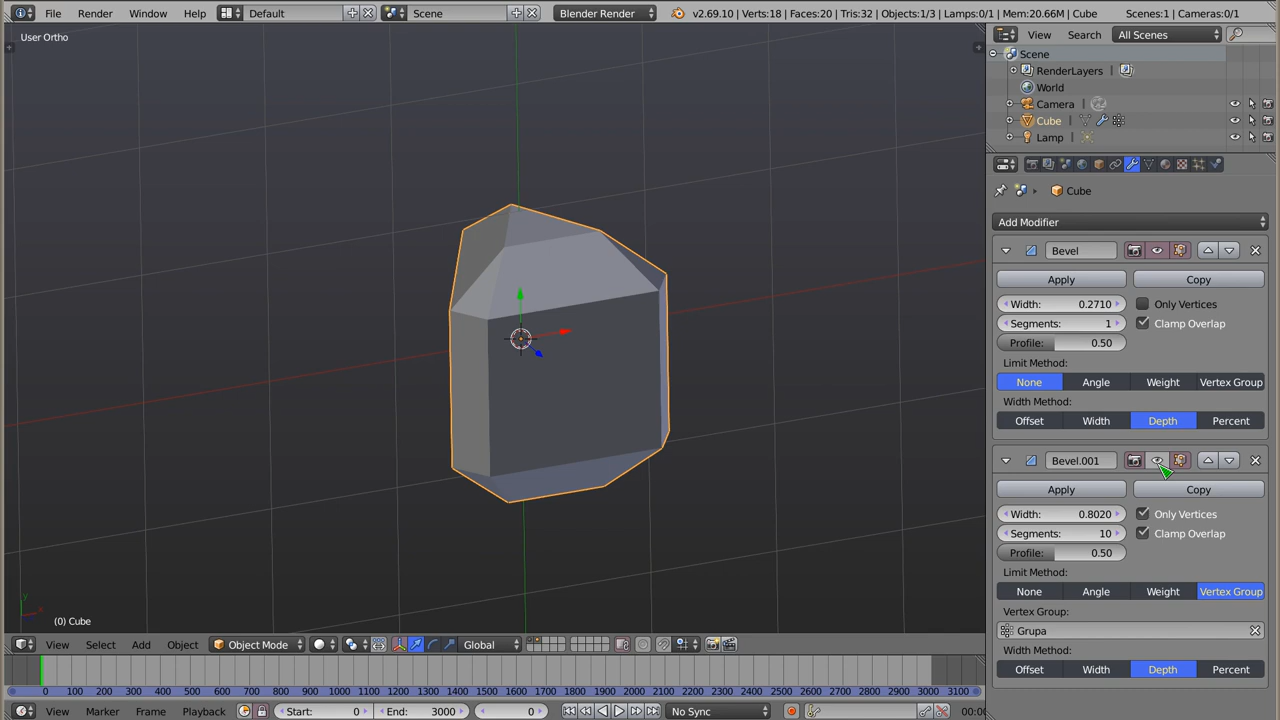 File Render Window Help Default Scene Blender Render v2.69.10 | Verts:18 | Faces:20 | Tris:32 | Objects:1/3 | Lamps:0/1 | Mem:20.66M | Cube Scenes:1 | Cameras:0/1
User Ortho
View Search All Scenes
Scene
RenderLayers
World
Camera
Cube
Lamp
Cube
Add Modifier
Bevel
Apply Copy
Width: 0.2710 Only Vertices
Segments: 1 Clamp Overlap
Profile: 0.50
Limit Method:
None Angle Weight Vertex Group
Width Method:
Offset Width Depth Percent
Bevel.001
Apply Copy
Width: 0.8020 Only Vertices
Segments: 10 Clamp Overlap
Profile: 0.50
Limit Method:
None Angle Weight Vertex Group
Vertex Group:
Grupa
Width Method:
Offset Width Depth Percent
(0) Cube
View Select Add Object Object Mode Global
0 100 200 300 400 500 600 700 800 900 1000 1100 1200 1300 1400 1500 1600 1700 1800 1900 2000 2100 2200 2300 2400 2500 2600 2700 2800 2900 3000 3100
View Marker Frame Playback Start: 0 End: 3000 0 No Sync